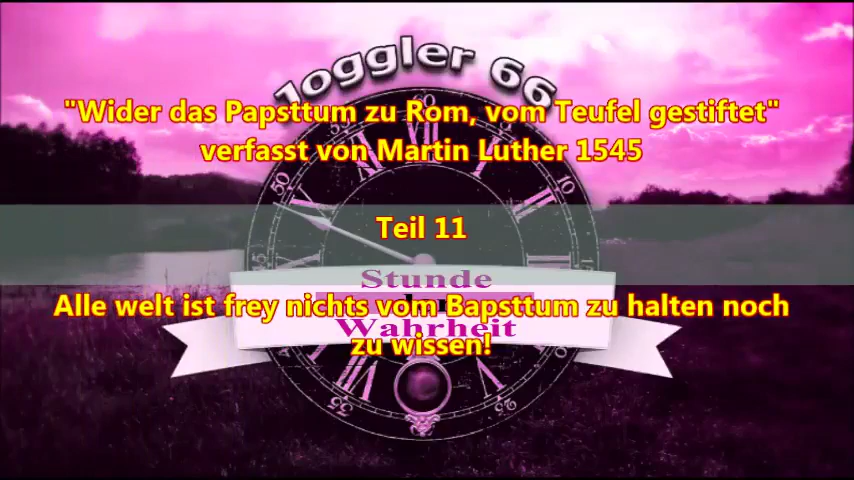 Joggler 66
"Wider das Papsttum zu Rom, vom Teufel gestiftet"
verfasst von Martin Luther 1545
Teil 11
Stunde
Alle welt ist frey nichts vom Bapsttum zu halten noch
Wahrheit
zu wissen!